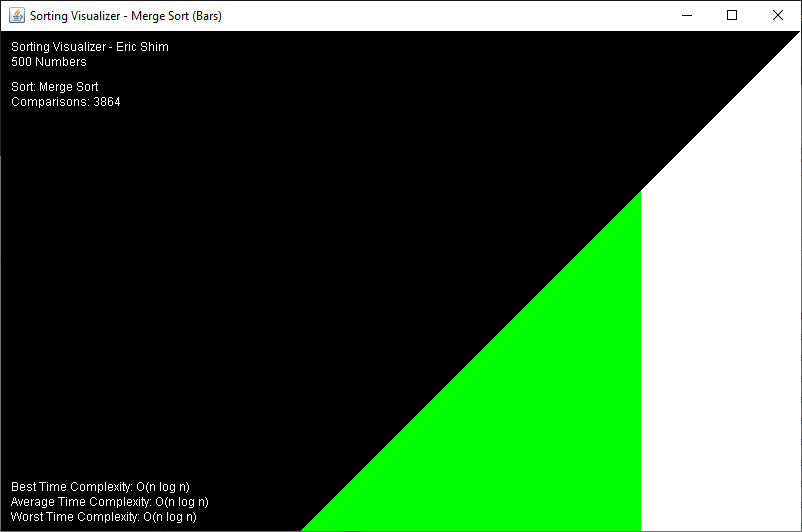 Sorting Visualizer - Merge Sort (Bars)
Sorting Visualizer - Eric Shim
500 Numbers
Sort: Merge Sort
Comparisons: 3864
Best Time Complexity: O(n log n)
Average Time Complexity: O(n log n)
Worst Time Complexity: O(n log n)